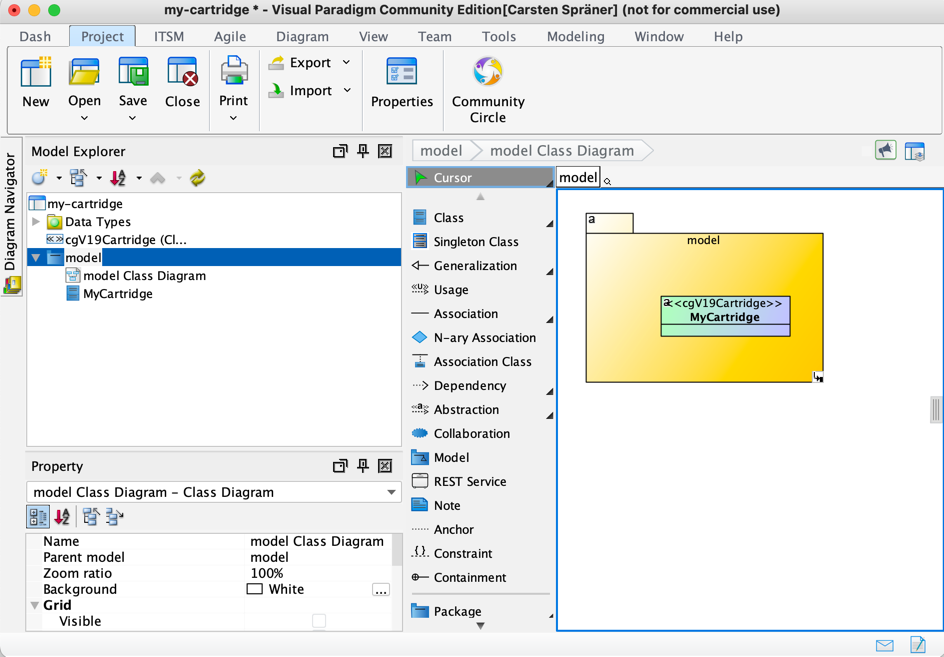 my-cartridge * - Visual Paradigm Community Edition[Carsten Spräner] (not for commercial use)
Dash Project ITSM Agile Diagram View Team Tools Modeling Window Help
New Open Save Close Print Export Import Properties Community Circle
Diagram Navigator
Model Explorer
my-cartridge
Data Types
<<>>cgV19Cartridge (Cl...
model
model Class Diagram
MyCartridge
Property
model Class Diagram - Class Diagram
Name model Class Diagram
Parent model model
Zoom ratio 100%
Background White ...
Grid
Visible
model model Class Diagram
Cursor
Class
Singleton Class
Generalization
Usage
Association
N-ary Association
Association Class
Dependency
Abstraction
Collaboration
Model
REST Service
Note
Anchor
Constraint
Containment
Package
model
a
model
a<<cgV19Cartridge>>
MyCartridge